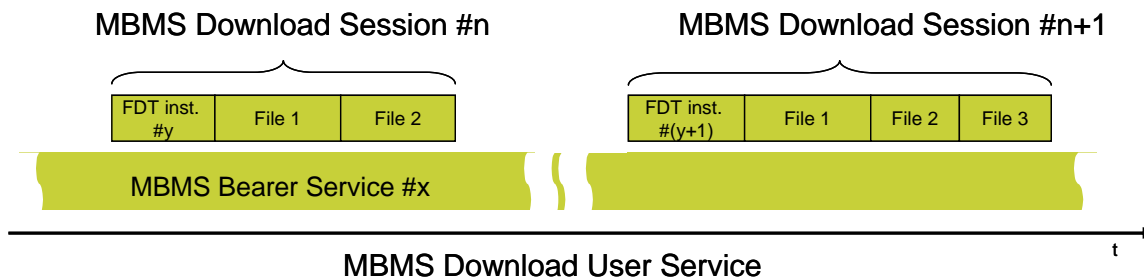 MBMS Download Session #n
MBMS Download Session #n+1
FDT inst.
#y
File 1
File 2
FDT inst.
#(y+1)
File 1
File 2
File 3
MBMS Bearer Service #x
t
MBMS Download User Service